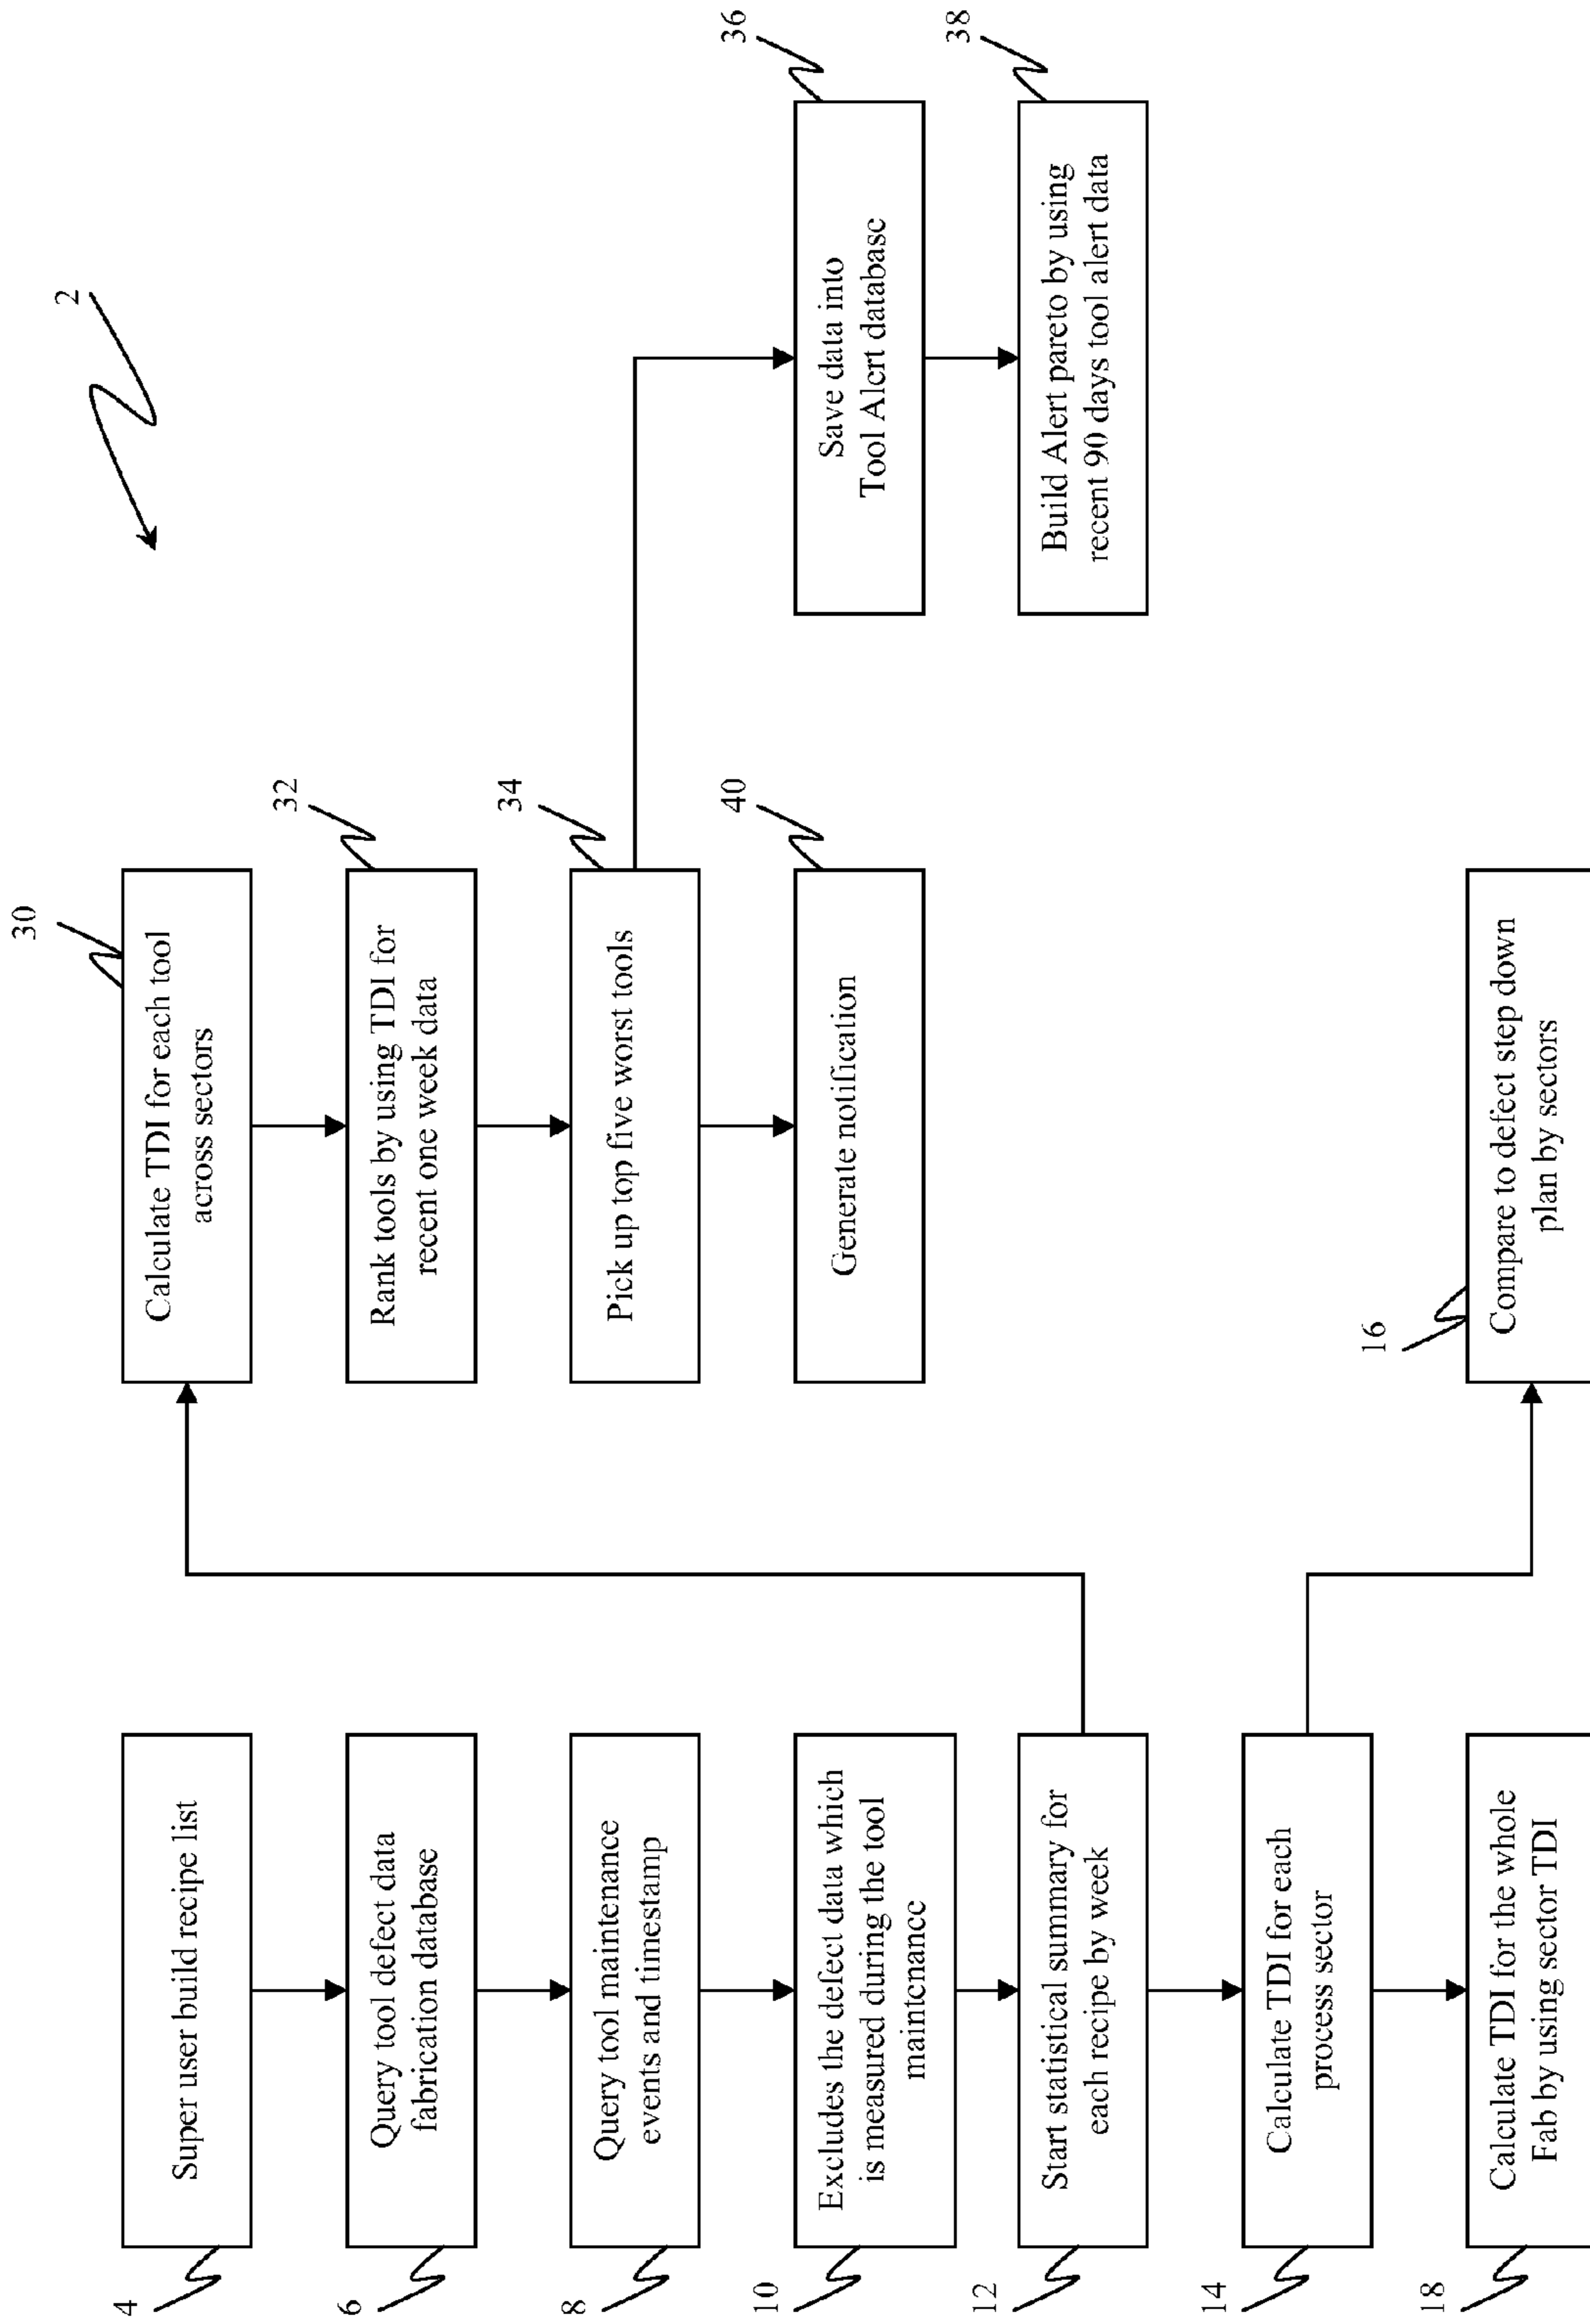 2
4
Super user build recipe list
6
Query tool defect data
fabrication database
8
Query tool maintenance
events and timestamp
10
Excludes the defect data which
is measured during the tool
maintenance
12
Start statistical summary for
each recipe by week
14
Calculate TDI for each
process sector
18
Calculate TDI for the whole
Fab by using sector TDI
30
Calculate TDI for each tool
across sectors
32
Rank tools by using TDI for
recent one week data
34
Pick up top five worst tools
40
Generate notification
16
Compare to defect step down
plan by sectors
36
Save data into
Tool Alert database
38
Build Alert pareto by using
recent 90 days tool alert data